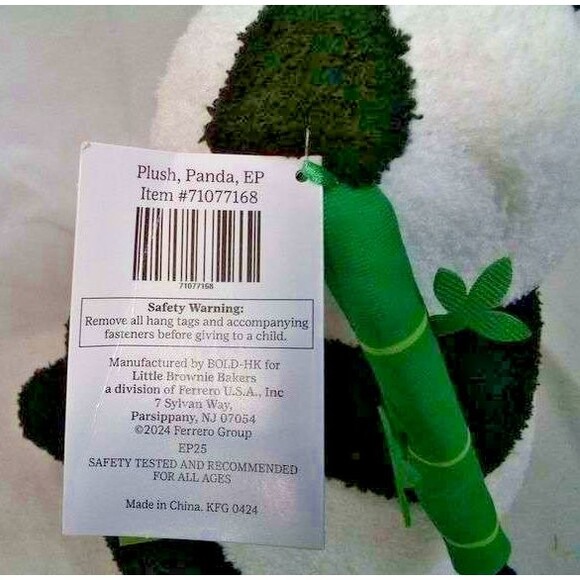 Plush, Panda, EP
Item #71077168
71077168
Safety Warning:
Remove all hang tags and accompanying
fasteners before giving to a child.
Manufactured by BOLD-HK for
Little Brownie Bakers
a division of Ferrero U.S.A., Inc
7 Sylvan Way,
Parsippany, NJ 07054
©2024 Ferrero Group
EP25
SAFETY TESTED AND RECOMMENDED
FOR ALL AGES
Made in China. KFG 0424